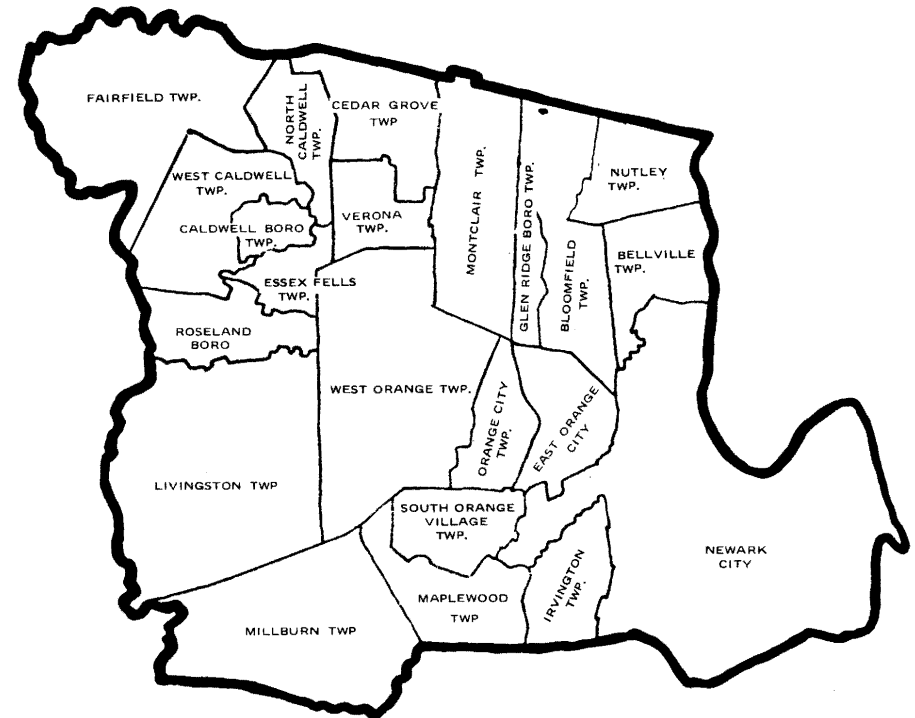 FAIRFIELD TWP.
NORTH
CALDWELL
TWP.
CEDAR GROVE
TWP
WEST CALDWELL
TWP.
CALDWELL BORO
TWP.
VERONA
TWP.
MONTCLAIR TWP.
GLEN RIDGE BORO TWP.
BLOOMFIELD
TWP.
NUTLEY
TWP.
BELLVILLE
TWP.
ESSEX FELLS
TWP.
ROSELAND
BORO
WEST ORANGE TWP.
ORANGE CITY
TWP.
EAST ORANGE
CITY
LIVINGSTON TWP
SOUTH ORANGE
VILLAGE
TWP.
NEWARK
CITY
MAPLEWOOD
TWP
IRVINGTON
TWP.
MILLBURN TWP